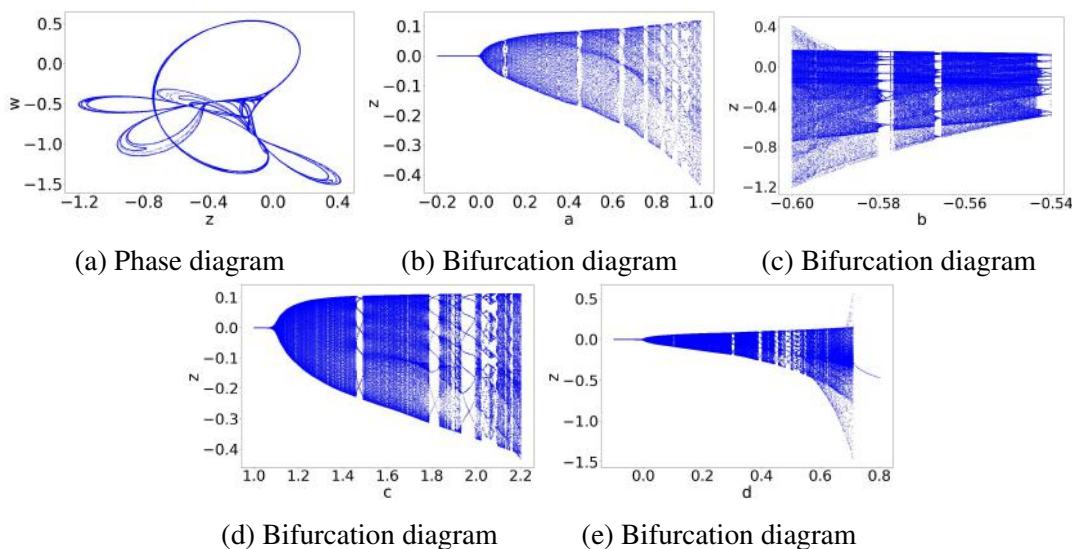 0.5
0.0
−0.5
−1.0
−1.5
w
−1.2 −0.8 −0.4 0.0 0.4
z
(a) Phase diagram
0.1
0.0
−0.1
−0.2
−0.3
−0.4
z
−0.2 0.0 0.2 0.4 0.6 0.8 1.0
a
(b) Bifurcation diagram
0.4
0.0
−0.4
−0.8
−1.2
z
−0.60 −0.58 −0.56 −0.54
b
(c) Bifurcation diagram
0.1
0.0
−0.1
−0.2
−0.3
−0.4
z
1.0 1.2 1.4 1.6 1.8 2.0 2.2
c
(d) Bifurcation diagram
0.5
0.0
−0.5
−1.0
−1.5
z
0.0 0.2 0.4 0.6 0.8
d
(e) Bifurcation diagram